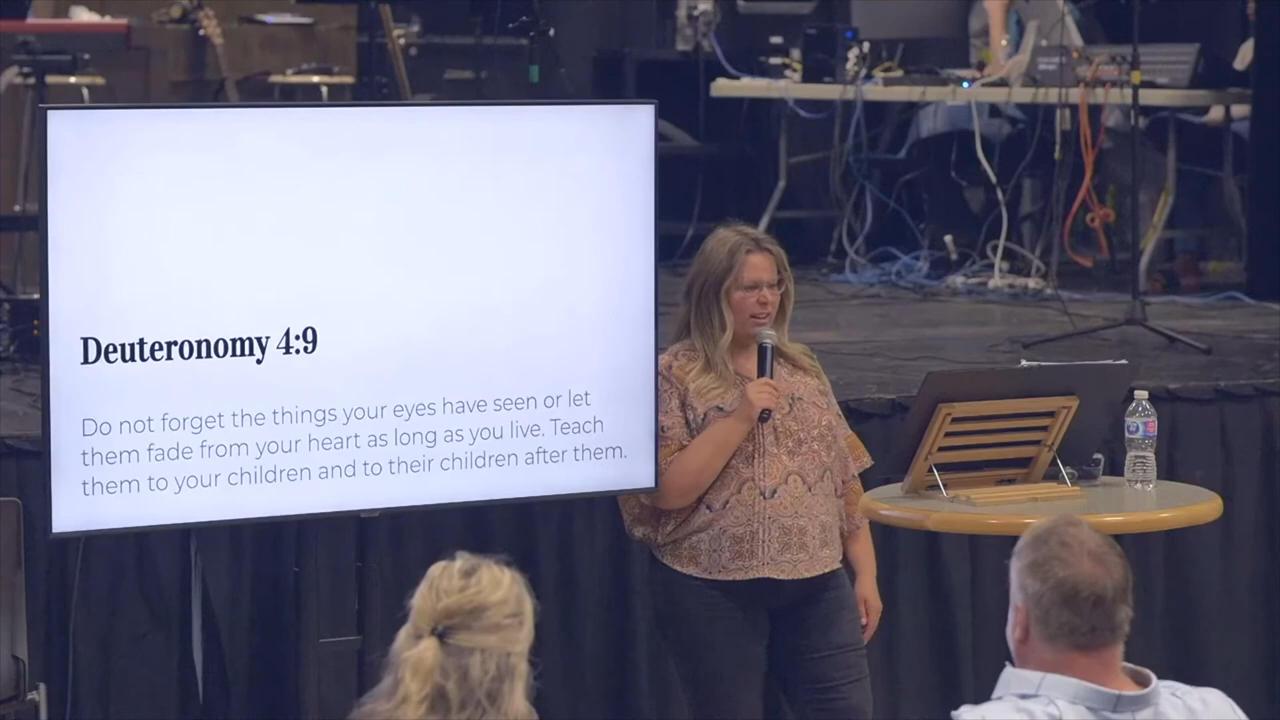 Deuteronomy 4:9
Do not forget the things your eyes have seen or let
them fade from your heart as long as you live. Teach
them to your children and to their children after them.